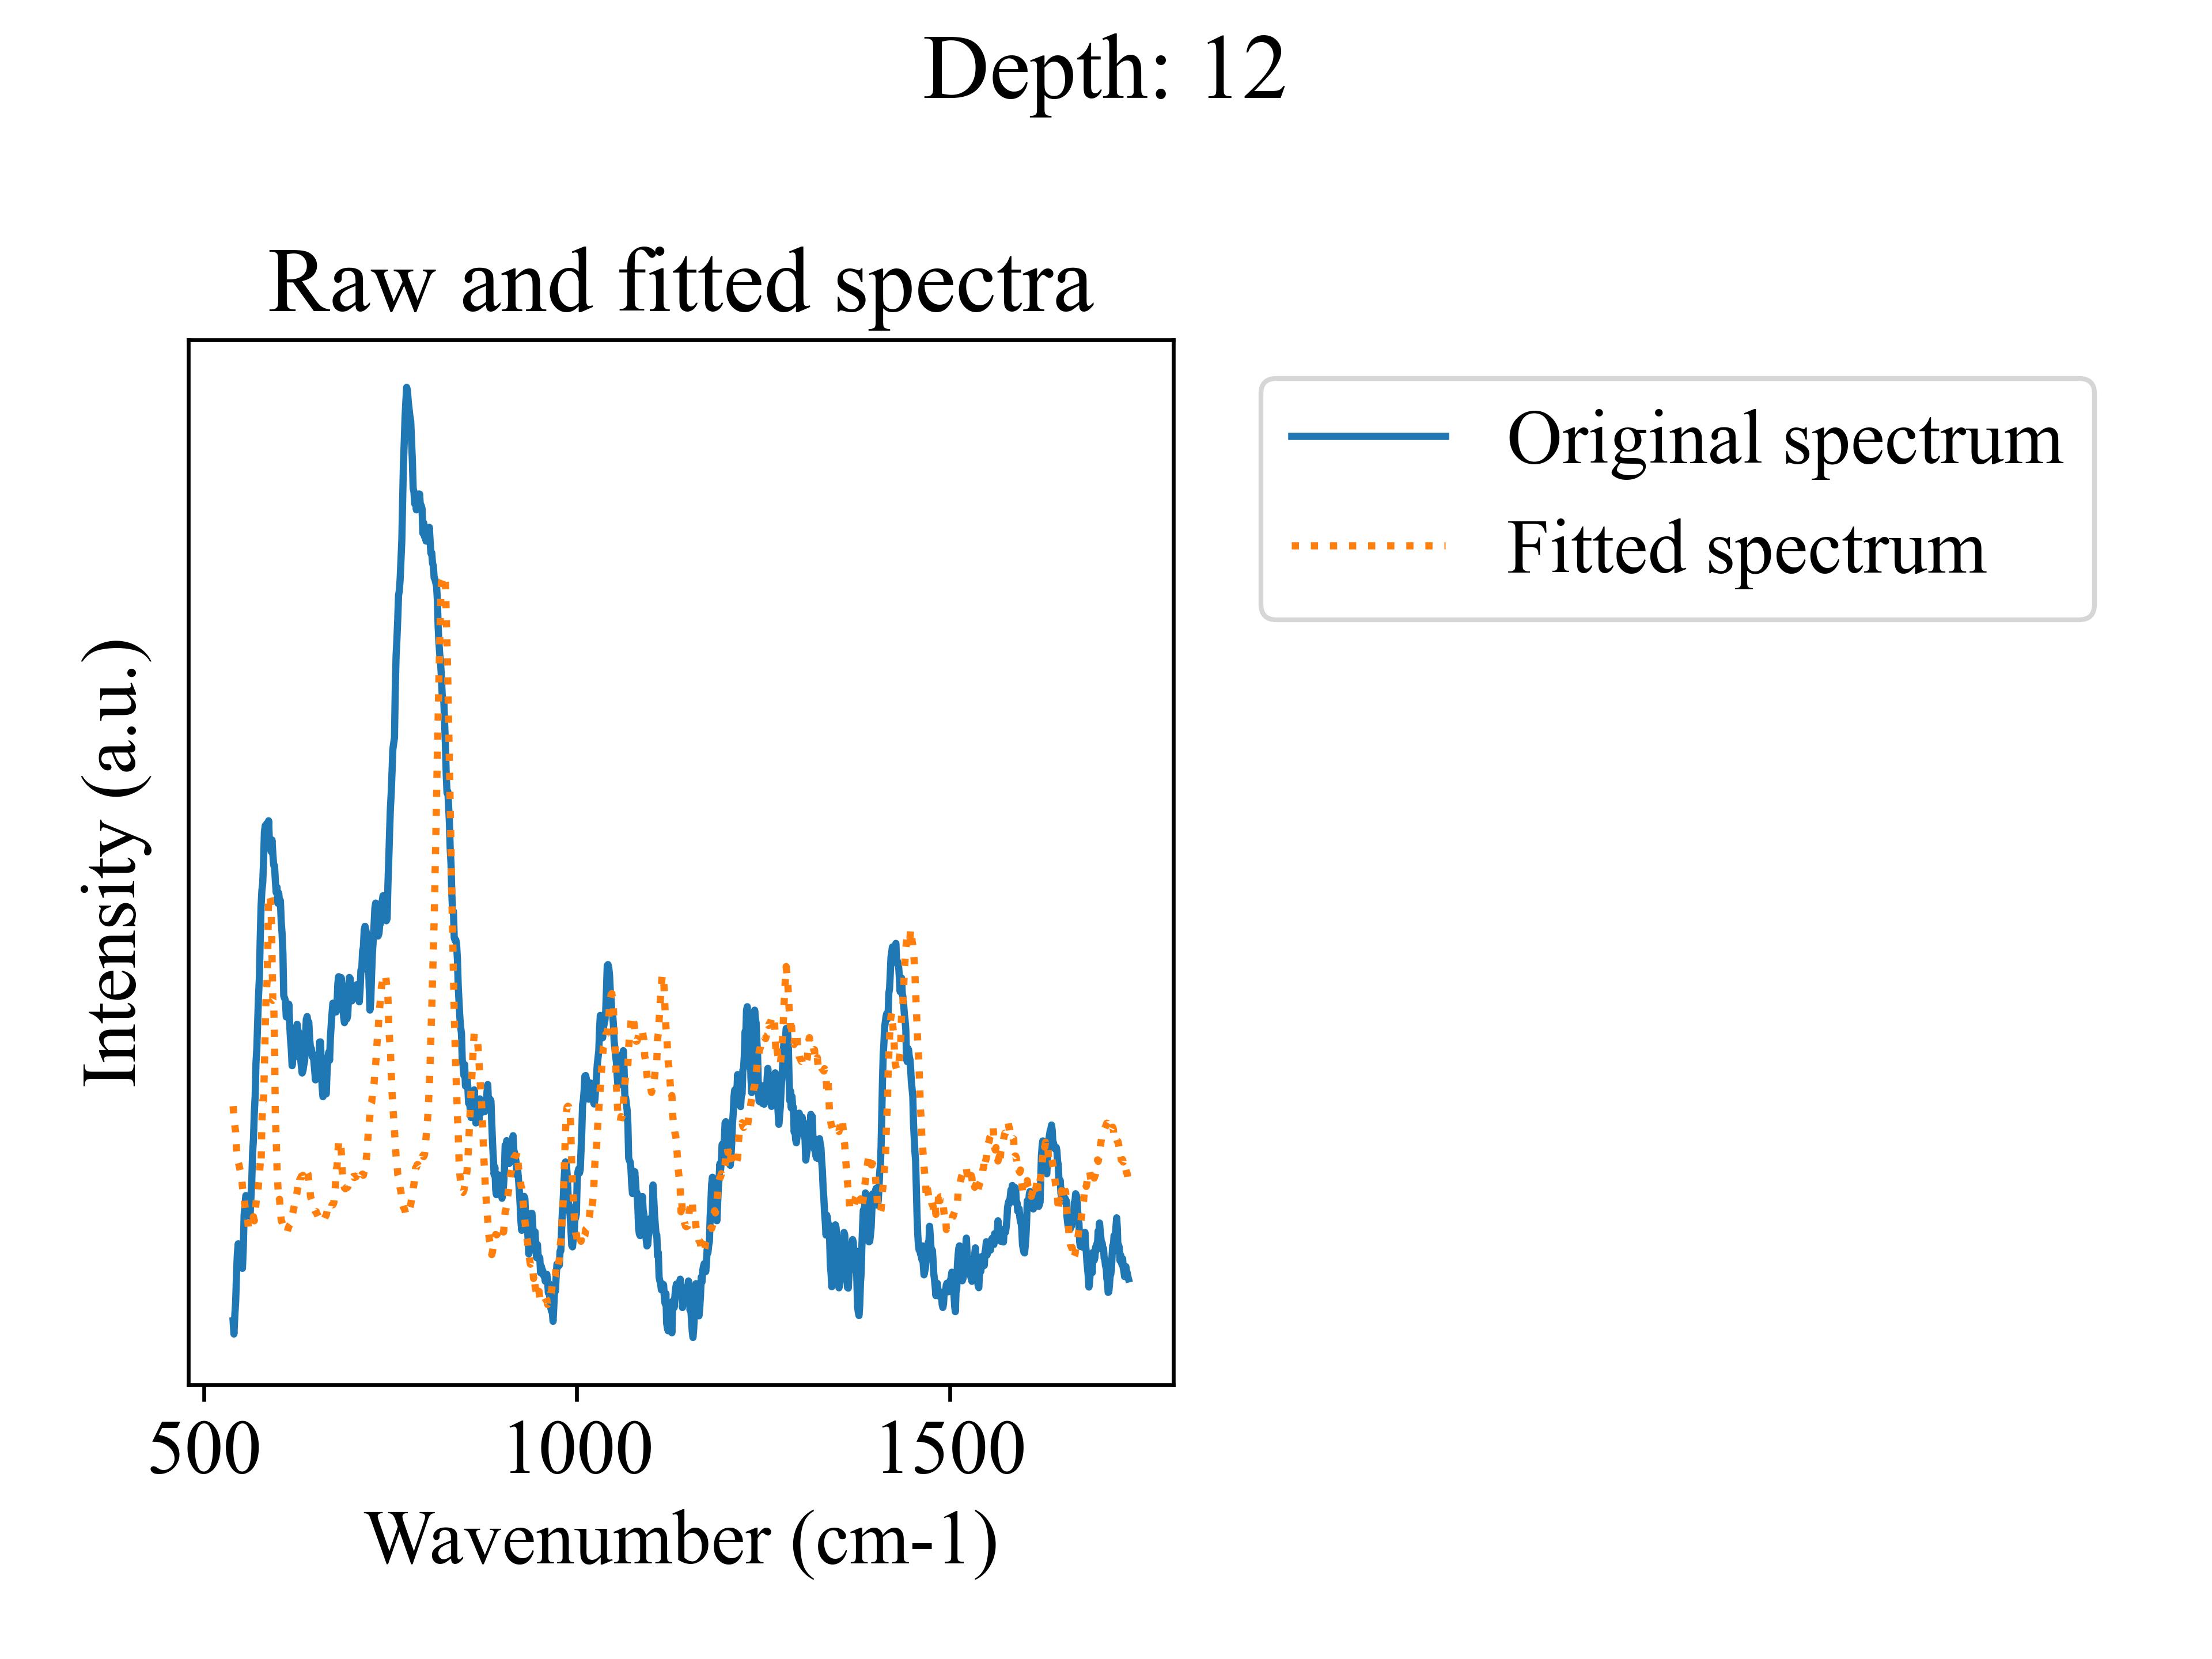 Depth: 12
Raw and fitted spectra
Original spectrum
Fitted spectrum
Intensity (a.u.)
500 1000 1500
Wavenumber (cm-1)